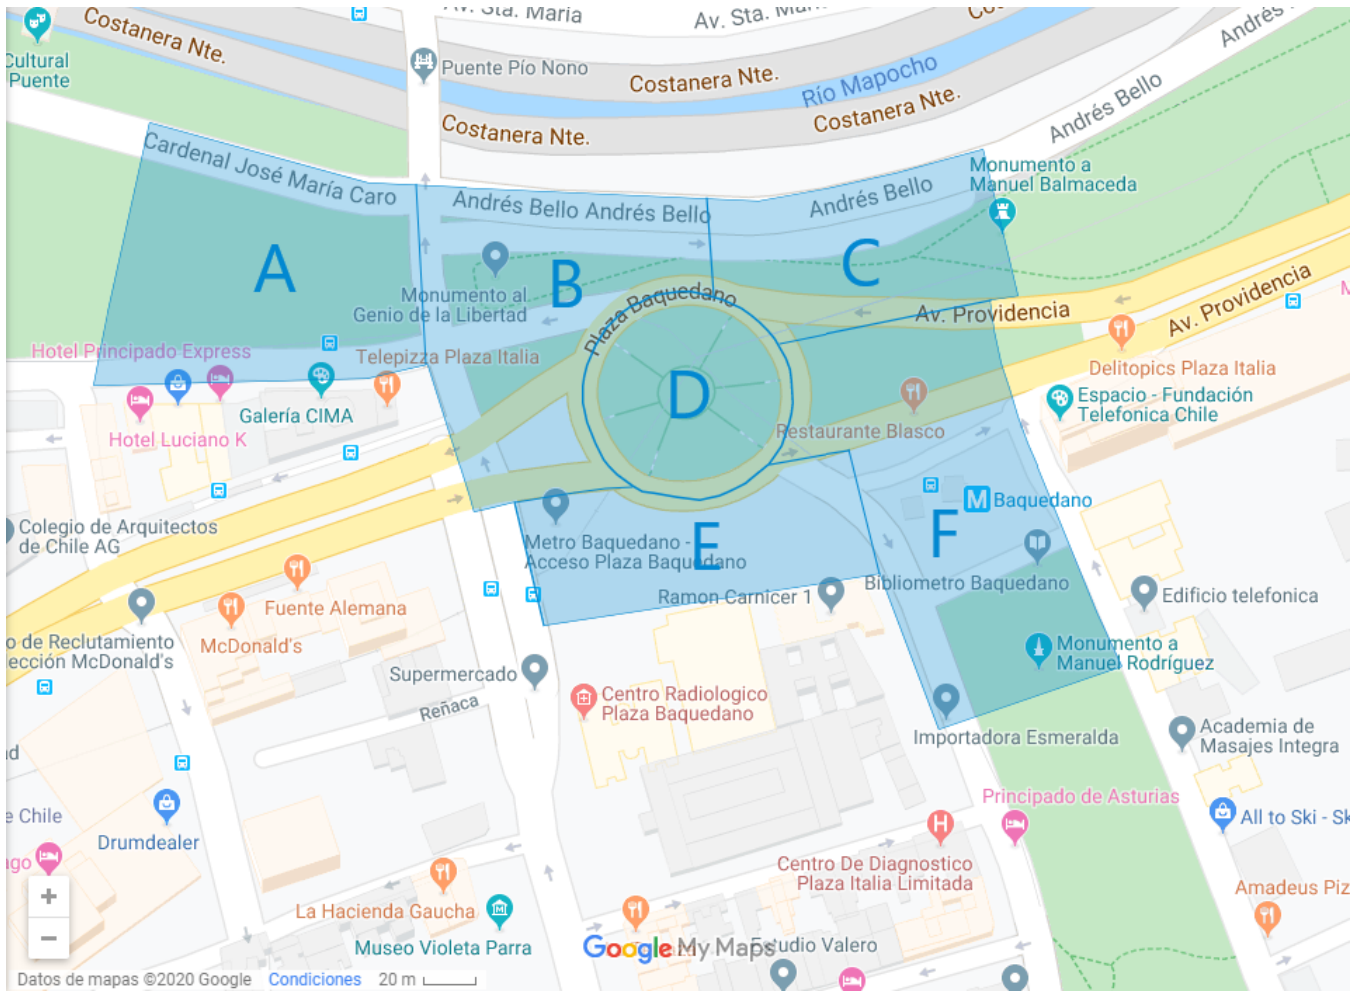 Av. Sta. Maria
Av. Sta. Maria
Andrés
Costanera Nte.
Cultural
Puente
Puente Pío Nono
Costanera Nte.
Río Mapocho
Andrés Bello
Costanera Nte.
Costanera Nte.
Cardenal José María Caro
Andrés Bello Andrés Bello
Andrés Bello
Monumento a
Manuel Balmaceda
A
B
C
Monumento al
Genio de la Libertad
Plaza Baquedano
Av. Providencia
Av. Providencia
Hotel Principado Express
Telepizza Plaza Italia
Delitopics Plaza Italia
Galería CIMA
Hotel Luciano K
D
Restaurante Blasco
Espacio - Fundación
Telefonica Chile
M
Baquedano
Colegio de Arquitectos
de Chile AG
Metro Baquedano -
Acceso Plaza Baquedano
E
F
Bibliometro Baquedano
Ramon Carnicer 1
Edificio telefonica
Fuente Alemana
McDonald's
o de Reclutamiento
ección McDonald's
Monumento a
Manuel Rodríguez
Supermercado
Reñaca
Centro Radiologico
Plaza Baquedano
Importadora Esmeralda
Academia de
Masajes Integra
Principado de Asturias
e Chile
Drumdealer
All to Ski - Sk
H
Centro De Diagnostico
Plaza Italia Limitada
ago
La Hacienda Gaucha
Museo Violeta Parra
Amadeus Piz
Google My Maps
Estudio Valero
+
−
Datos de mapas ©2020 Google Condiciones 20 m